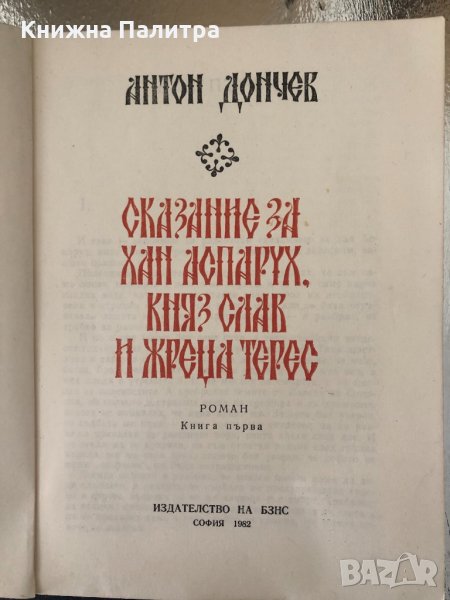 Книжна Палитра
АНТОН ДОНЧЕВ
СКАЗАНИЕ ЗА
ХАН АСПАРУХ,
КНЯЗ СЛАВ
И ЖРЕЦА ТЕРЕС
РОМАН
Книга първа
ИЗДАТЕЛСТВО НА БЗНС
СОФИЯ 1982
BAZAR